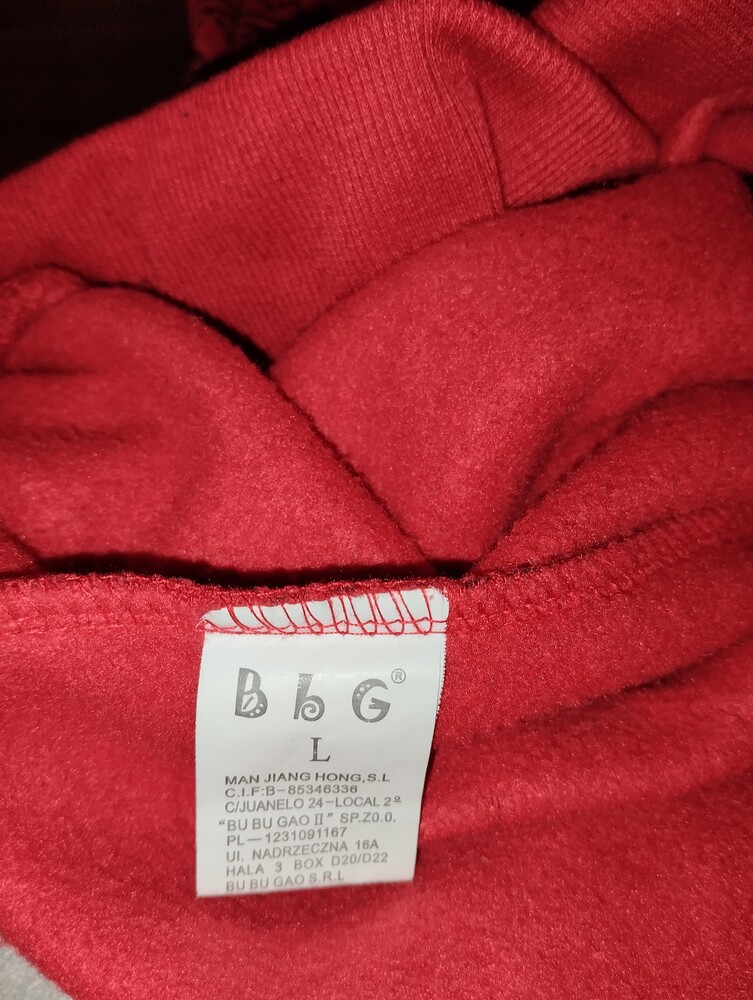 BbG®
L
MAN JIANG HONG,S.L
C.I.F:B-85346336
C/JUANELO 24-LOCAL 2º
"BU BU GAO II" SP.Z0.0.
PL-1231091167
UI. NADRZECZNA 16A
HALA 3 BOX D20/D22
BU BU GAO S.R.L